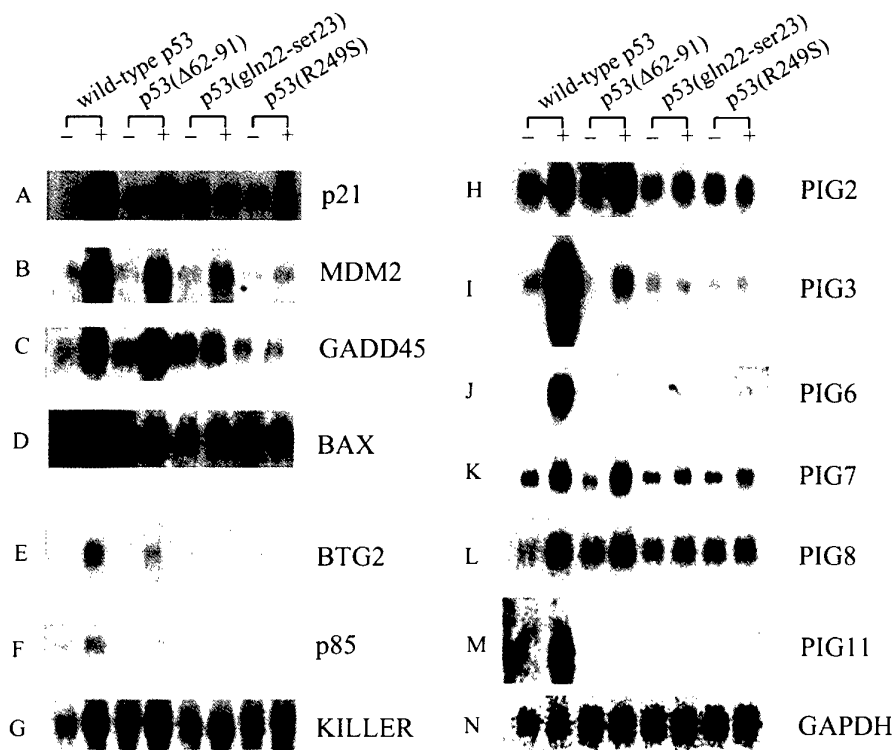 wild-type p53
p53(Δ62-91)
p53(gln22-ser23)
p53(R249S)
− + − + − + − +
A p21
B MDM2
C GADD45
D BAX
E BTG2
F p85
G KILLER
wild-type p53
p53(Δ62-91)
p53(gln22-ser23)
p53(R249S)
− + − + − + − +
H PIG2
I PIG3
J PIG6
K PIG7
L PIG8
M PIG11
N GAPDH